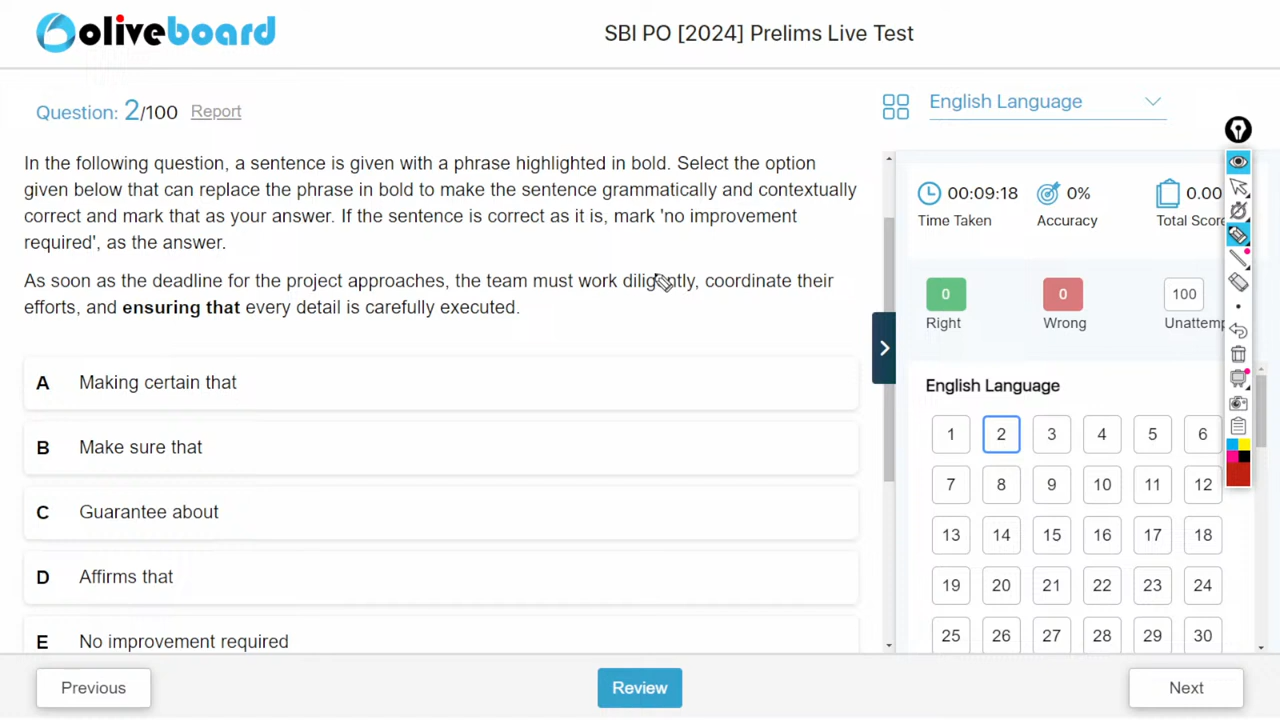 oliveboard
SBI PO [2024] Prelims Live Test
Question: 2/100 Report
English Language
In the following question, a sentence is given with a phrase highlighted in bold. Select the option
given below that can replace the phrase in bold to make the sentence grammatically and contextually
correct and mark that as your answer. If the sentence is correct as it is, mark 'no improvement
required', as the answer.
As soon as the deadline for the project approaches, the team must work diligently, coordinate their
efforts, and ensuring that every detail is carefully executed.
A Making certain that
B Make sure that
C Guarantee about
D Affirms that
E No improvement required
00:09:18
Time Taken
0%
Accuracy
0.00
Total Score
0
Right
0
Wrong
100
Unattemp
English Language
1 2 3 4 5 6
7 8 9 10 11 12
13 14 15 16 17 18
19 20 21 22 23 24
25 26 27 28 29 30
Previous
Review
Next